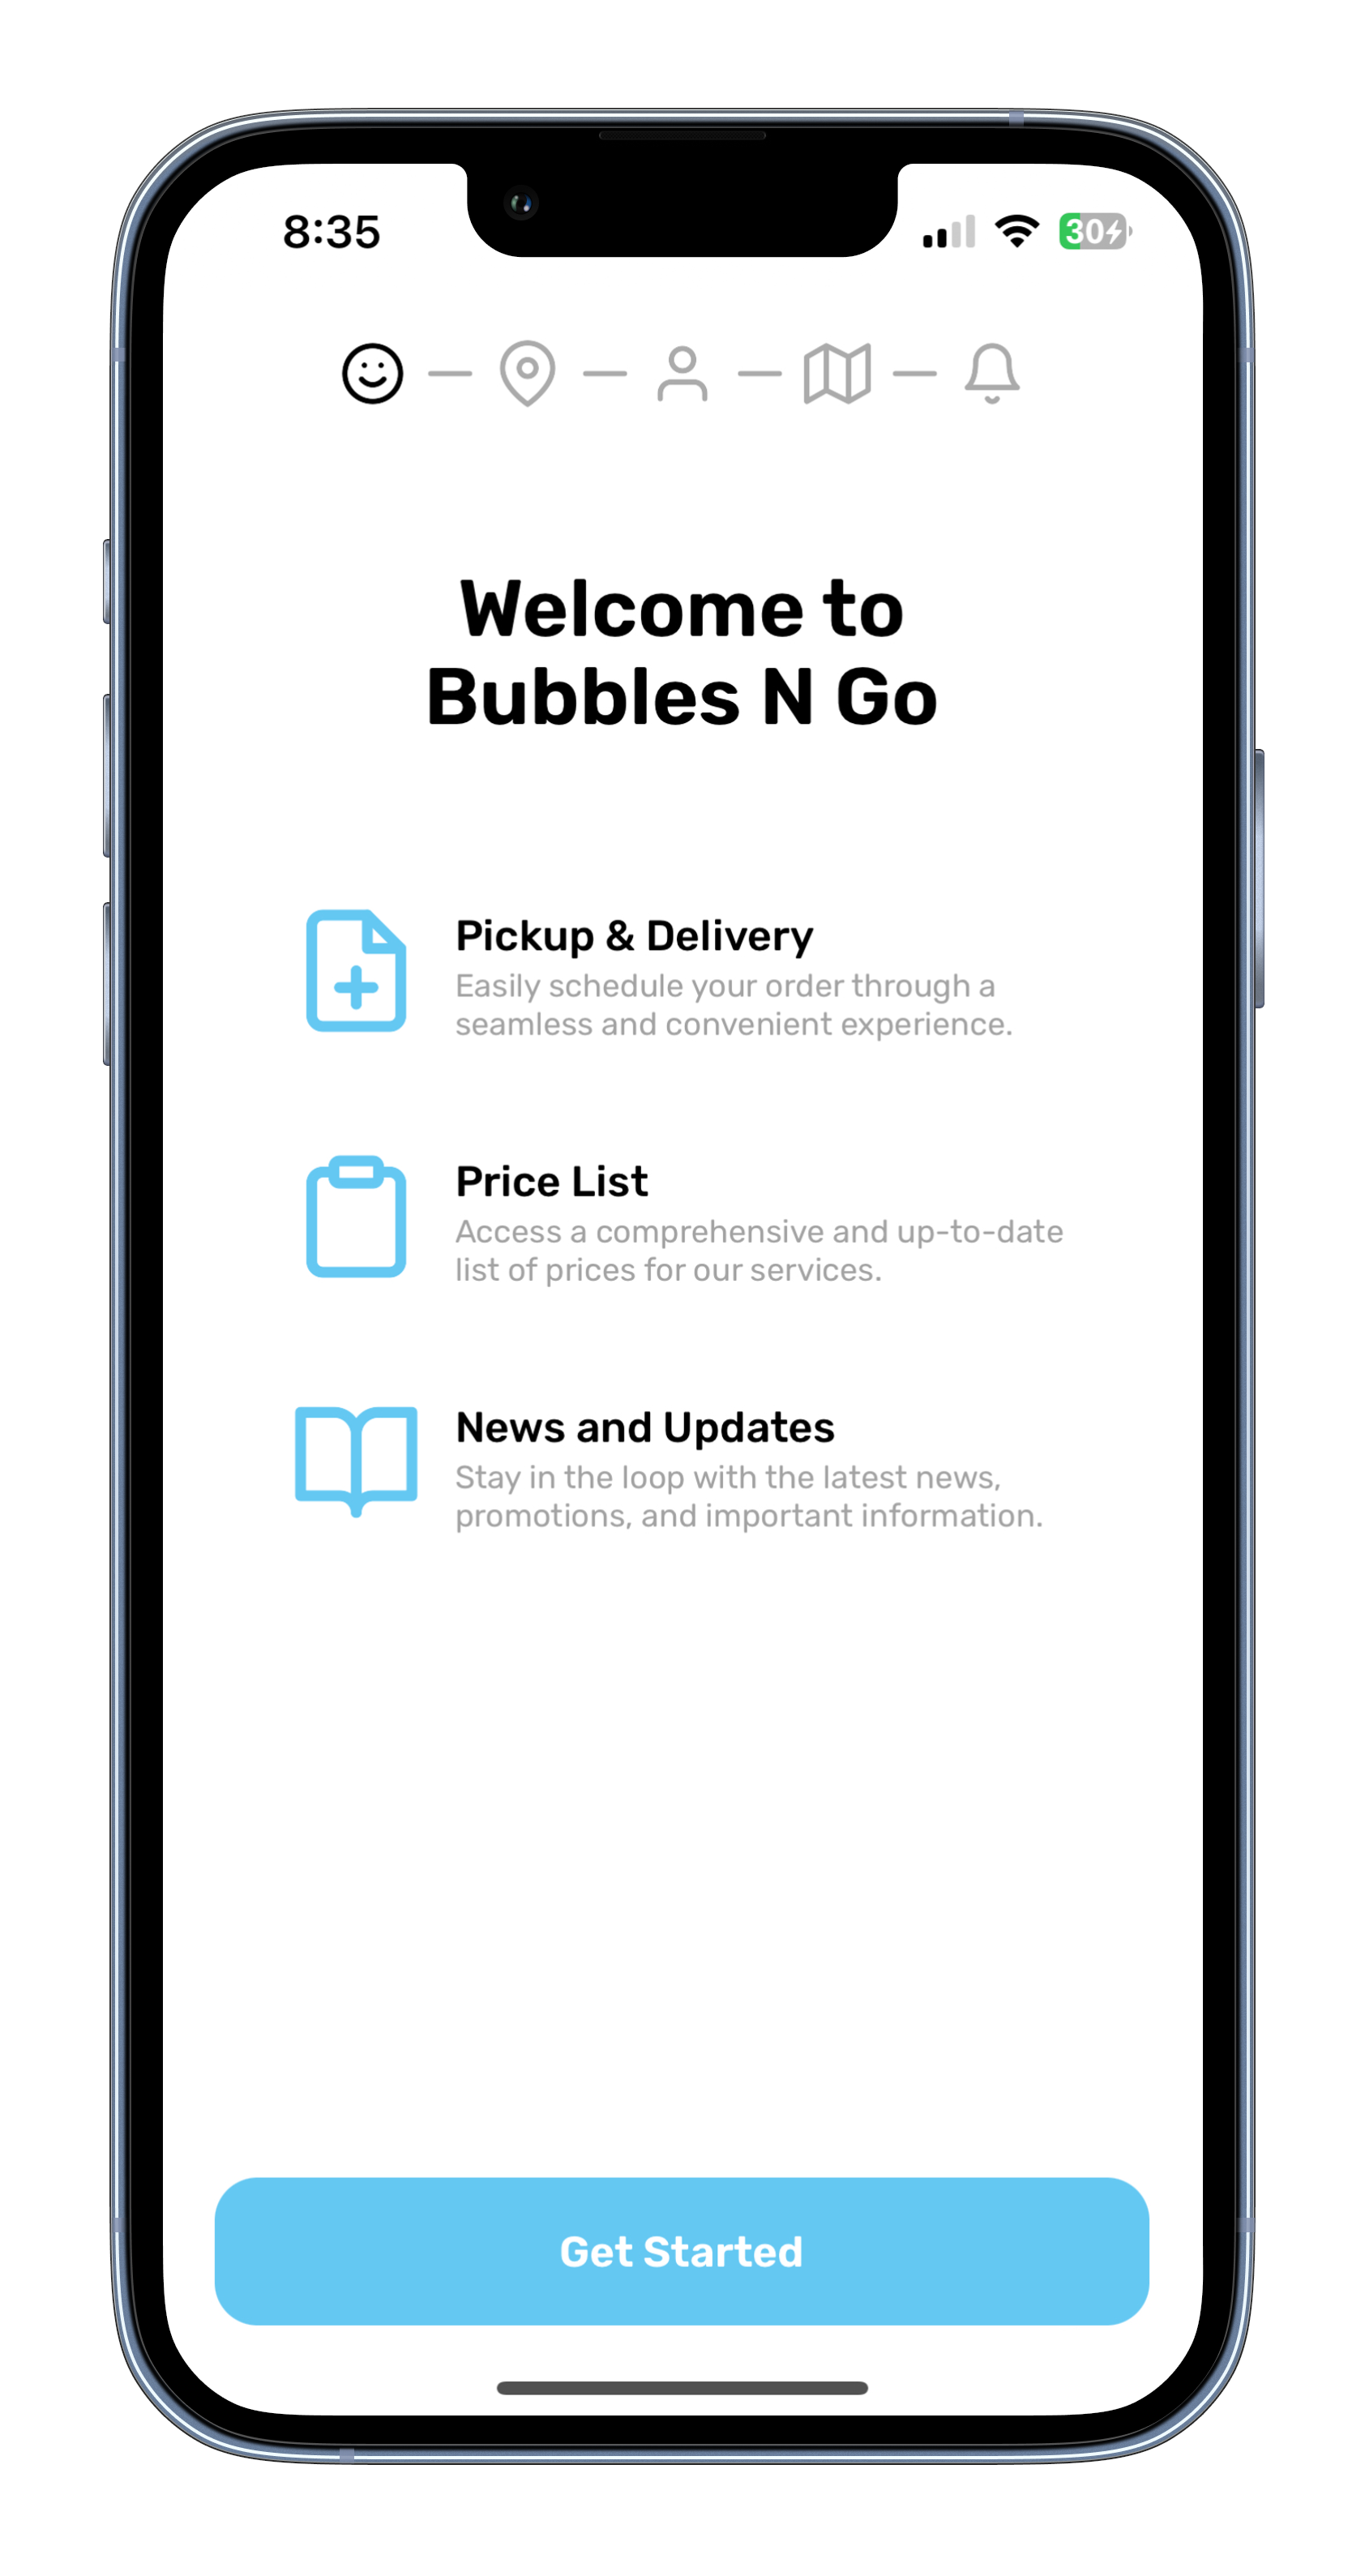 8:35
30
Welcome to
Bubbles N Go
Pickup & Delivery
Easily schedule your order through a
seamless and convenient experience.
Price List
Access a comprehensive and up-to-date
list of prices for our services.
News and Updates
Stay in the loop with the latest news,
promotions, and important information.
Get Started